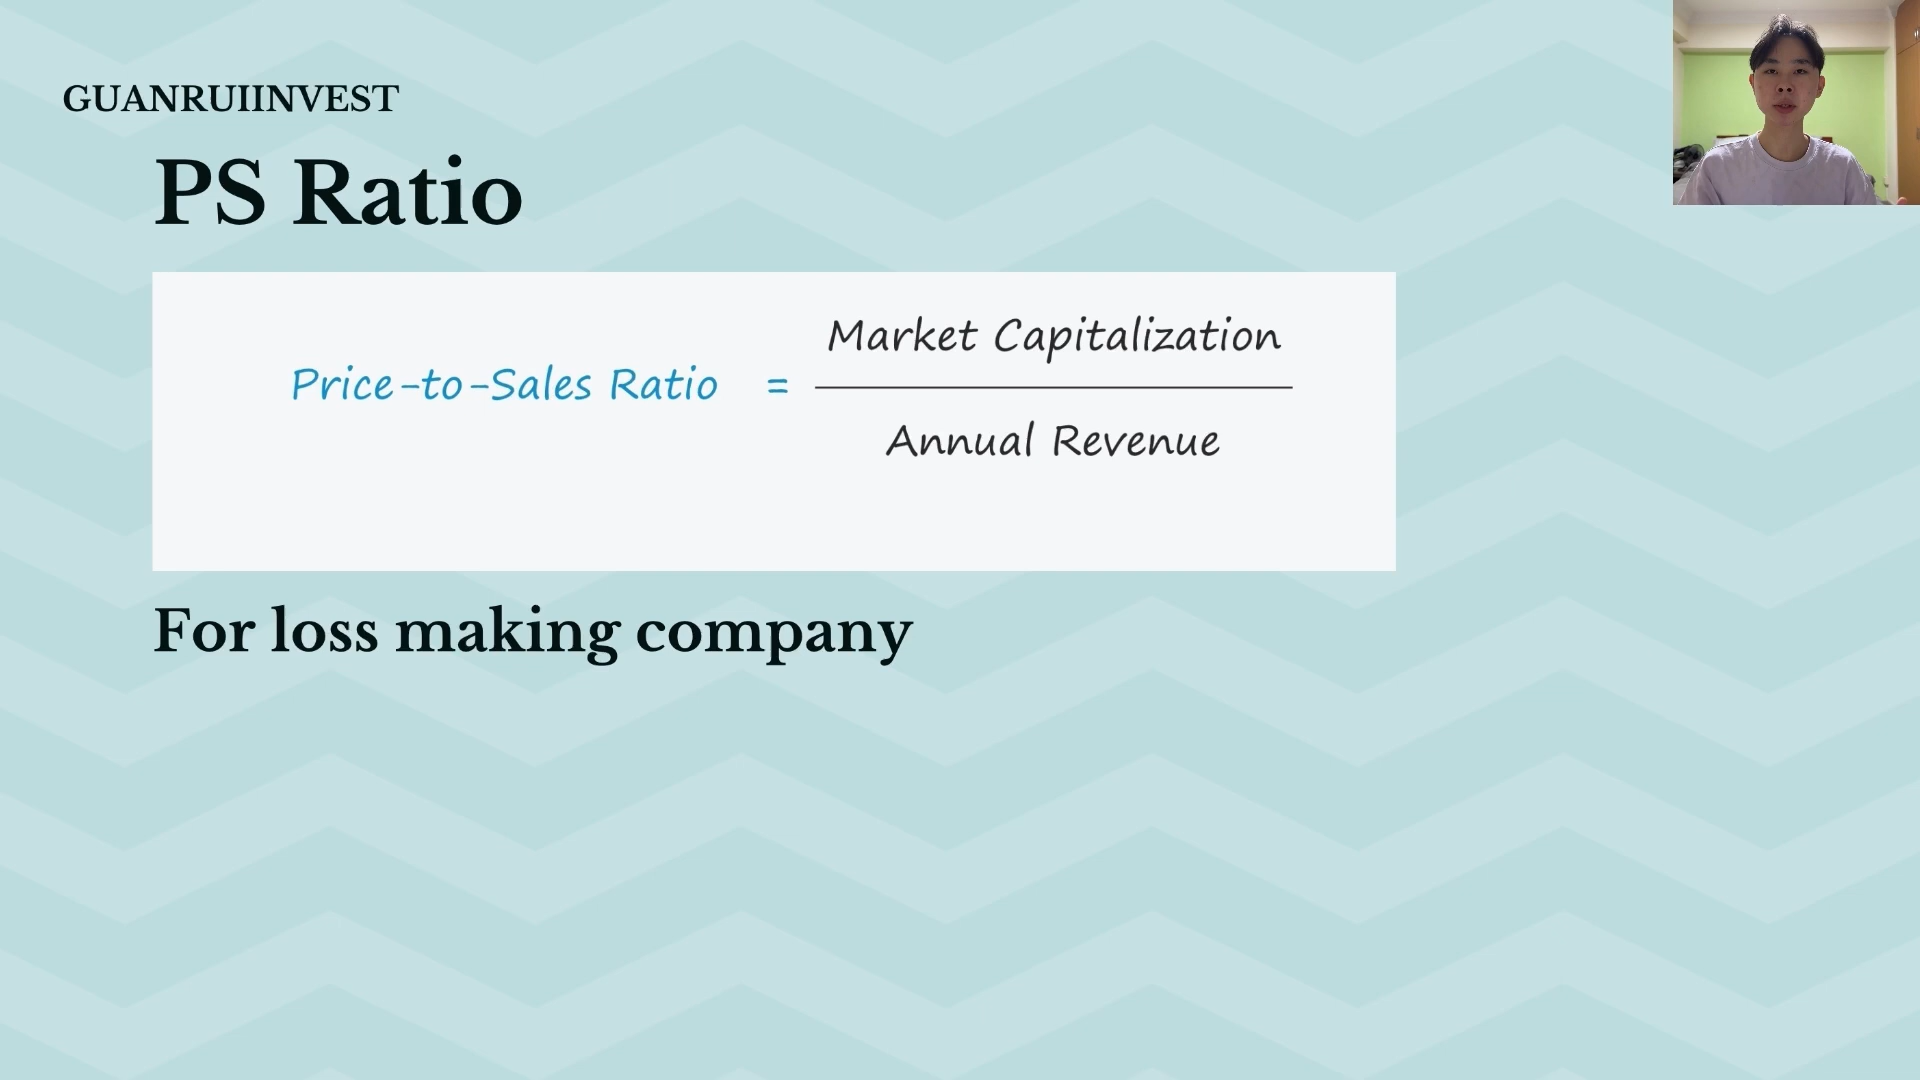 GUANRUIINVEST
PS Ratio
Price-to-Sales Ratio = Market Capitalization
Annual Revenue
For loss making company